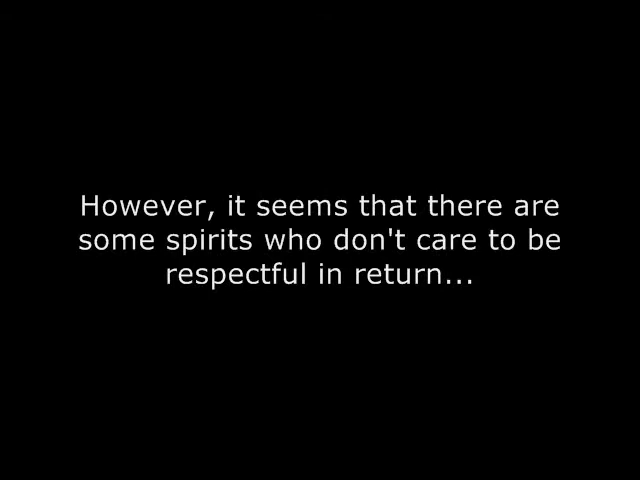 However, it seems that there are
some spirits who don't care to be
respectful in return...